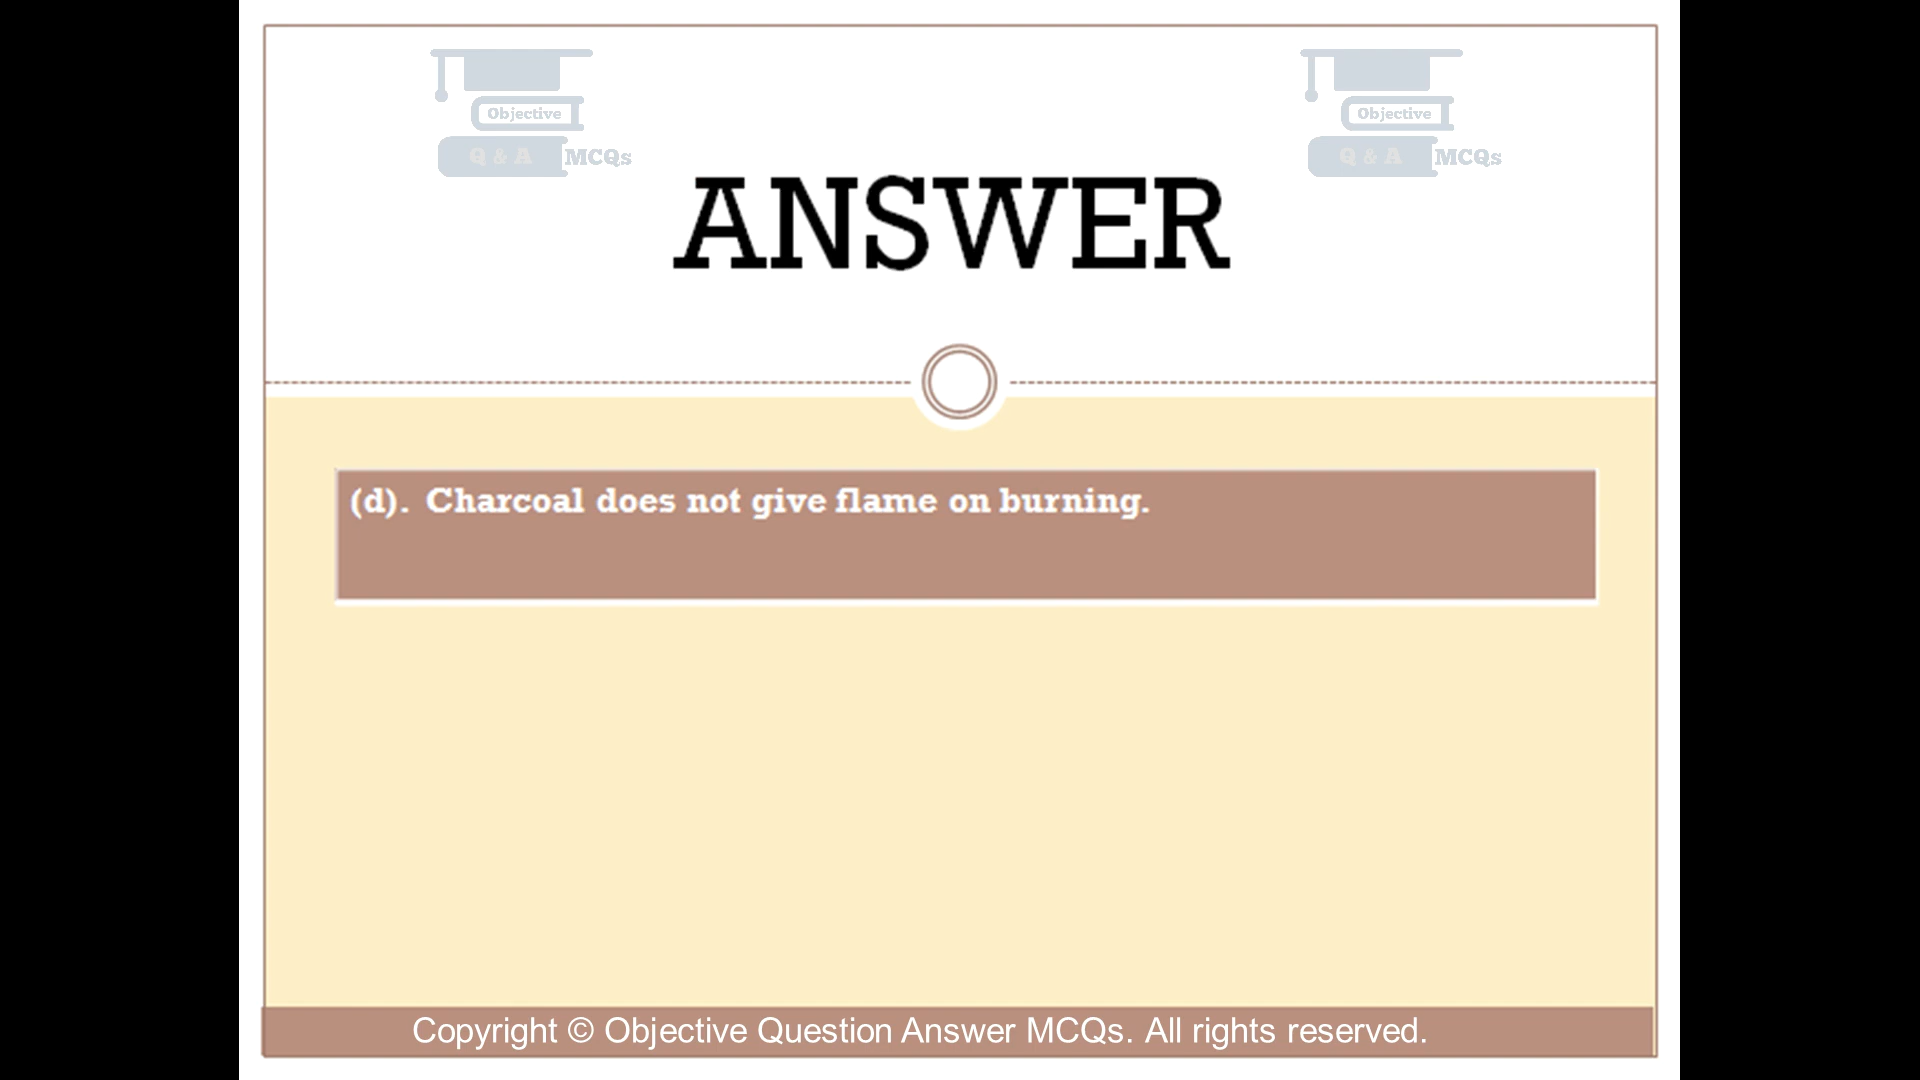 Objective
Q & A MCQs
Objective
Q & A MCQs
ANSWER
(d). Charcoal does not give flame on burning.
Copyright © Objective Question Answer MCQs. All rights reserved.